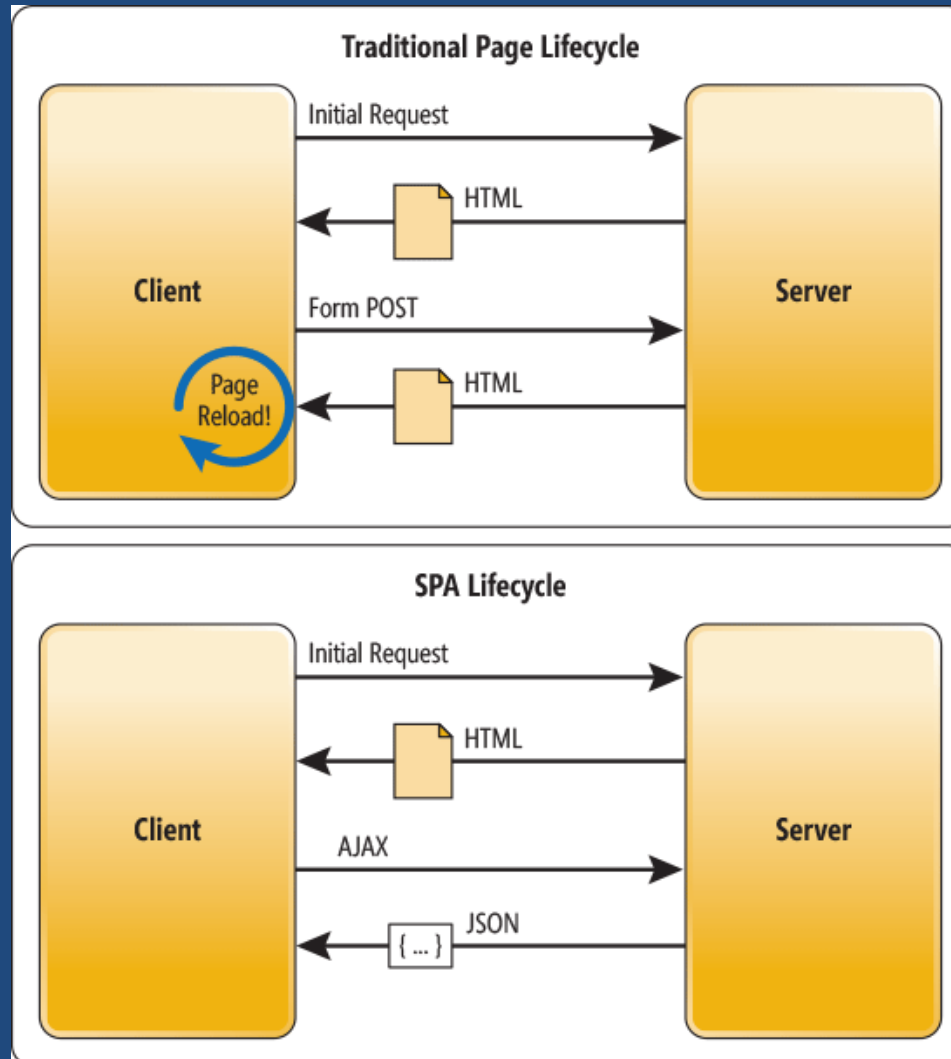 Traditional Page Lifecycle
Initial Request
HTML
Client
Server
Form POST
HTML
Page
Reload!
SPA Lifecycle
Initial Request
HTML
Client
Server
AJAX
JSON
{ ... }